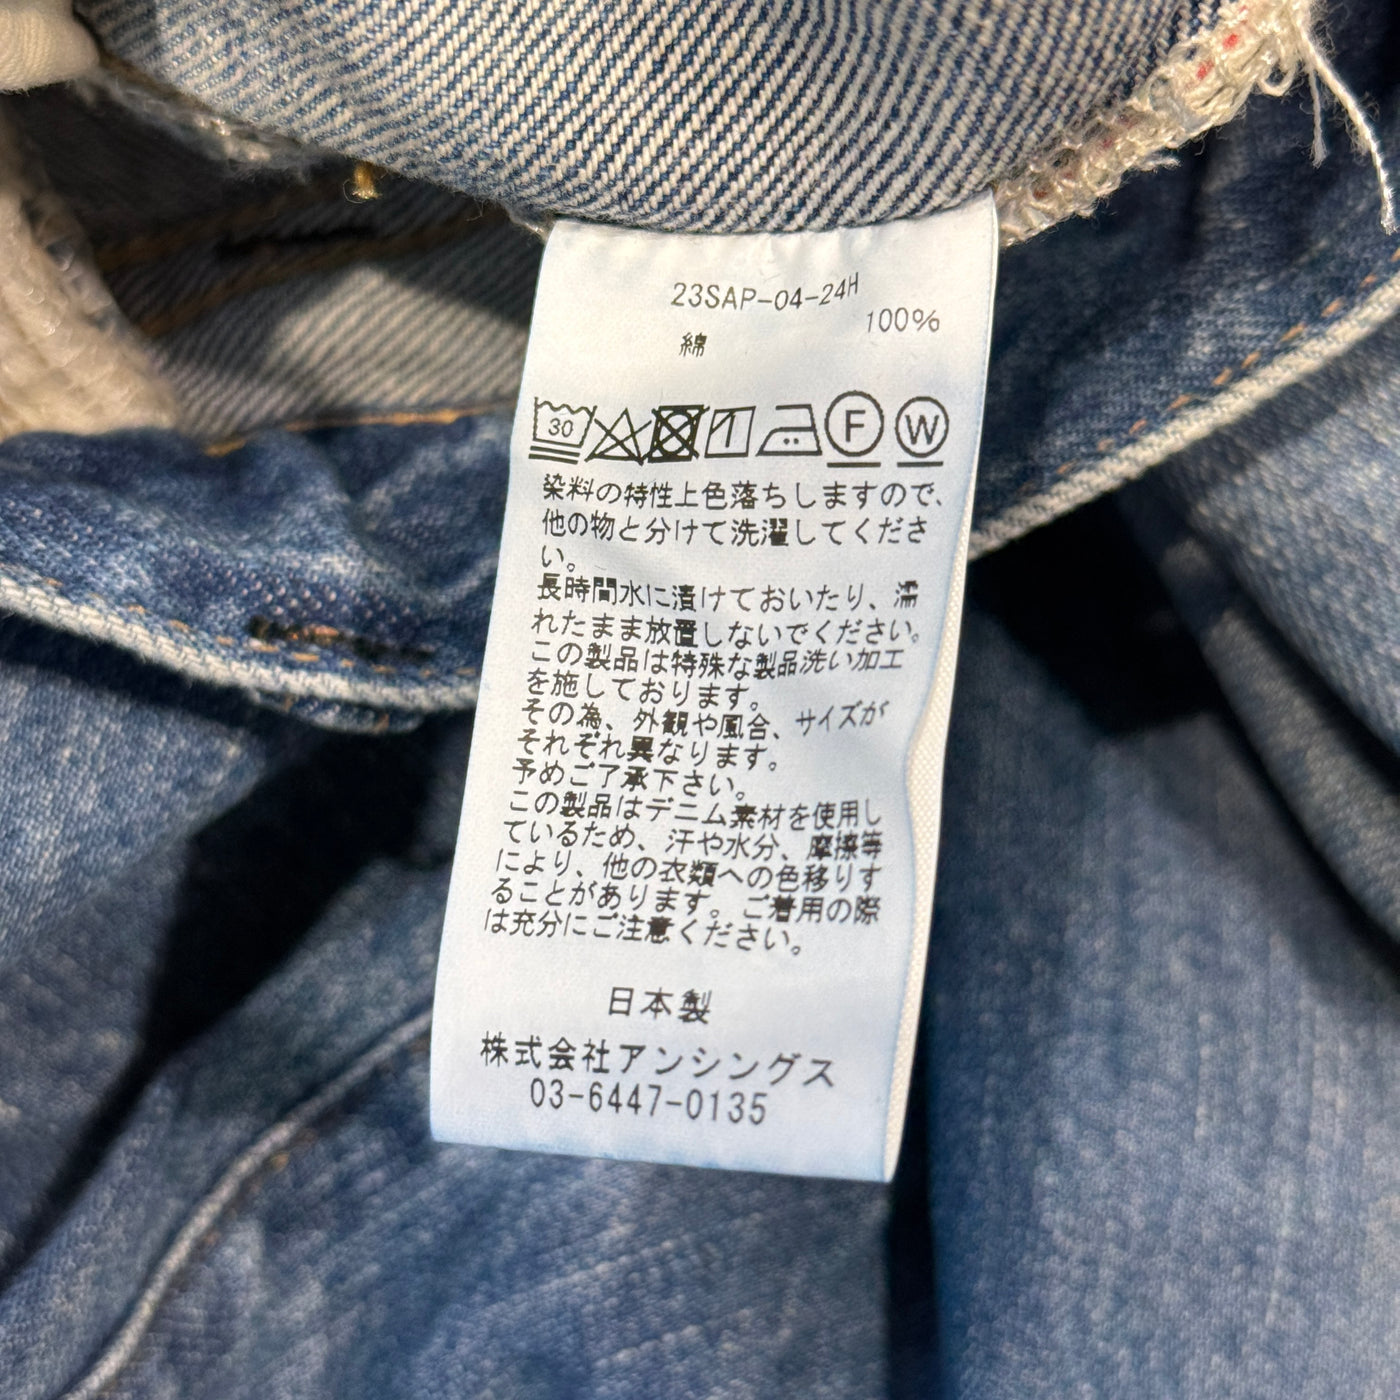 23SAP-04-24H
綿 100%
30 F W
染料の特性上色落ちしますので、
他の物と分けて洗濯してくださ
い。
長時間水に漬けておいたり、濡
れたまま放置しないでください。
この製品は特殊な製品洗い加工
を施しております。
その為、外観や風合、サイズが
それぞれ異なります。
予めご了承下さい。
この製品はデニム素材を使用し
ているため、汗や水分、摩擦等
により、他の衣類への色移りす
ることがあります。ご着用の際
は充分にご注意ください。
日本製
株式会社アンシングス
03-6447-0135